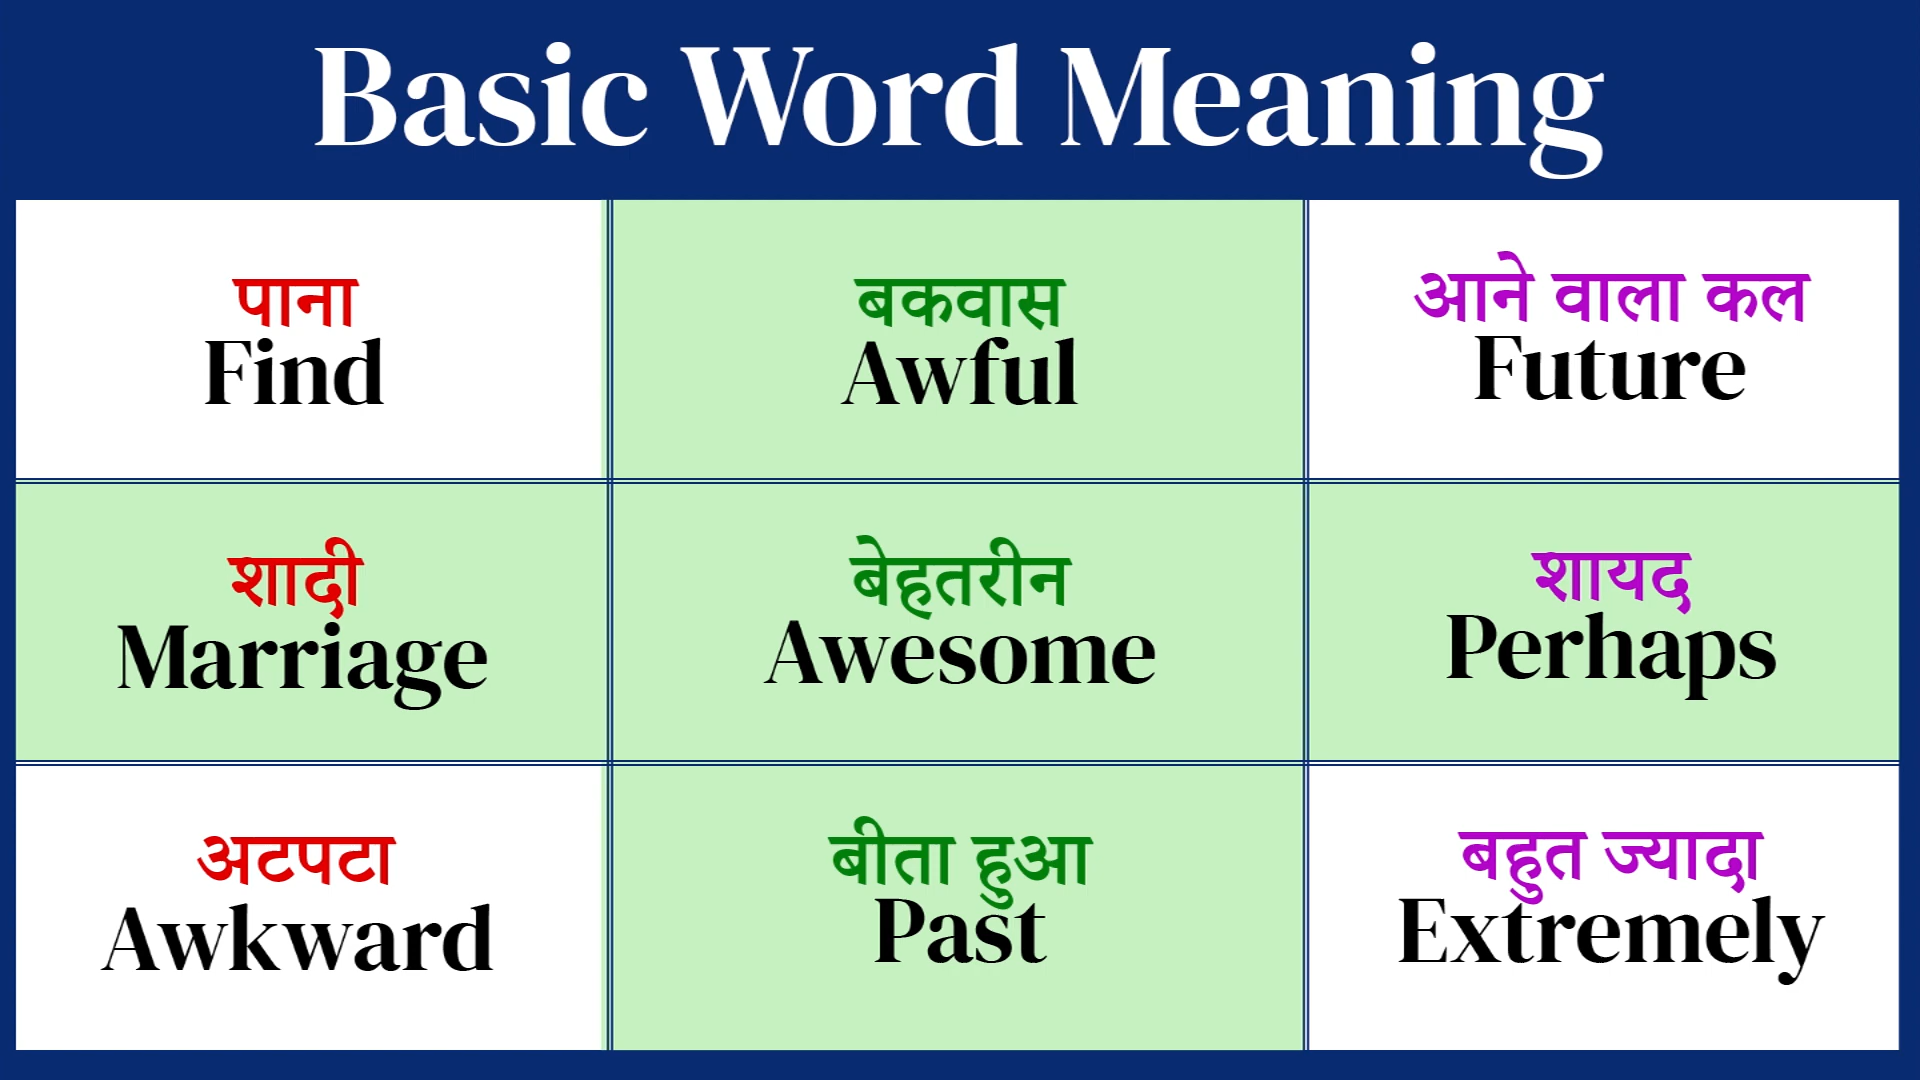 Basic Word Meaning
पाना
Find
बकवास
Awful
आने वाला कल
Future
शादी
Marriage
बेहतरीन
Awesome
शायद
Perhaps
अटपटा
Awkward
बीता हुआ
Past
बहुत ज्यादा
Extremely